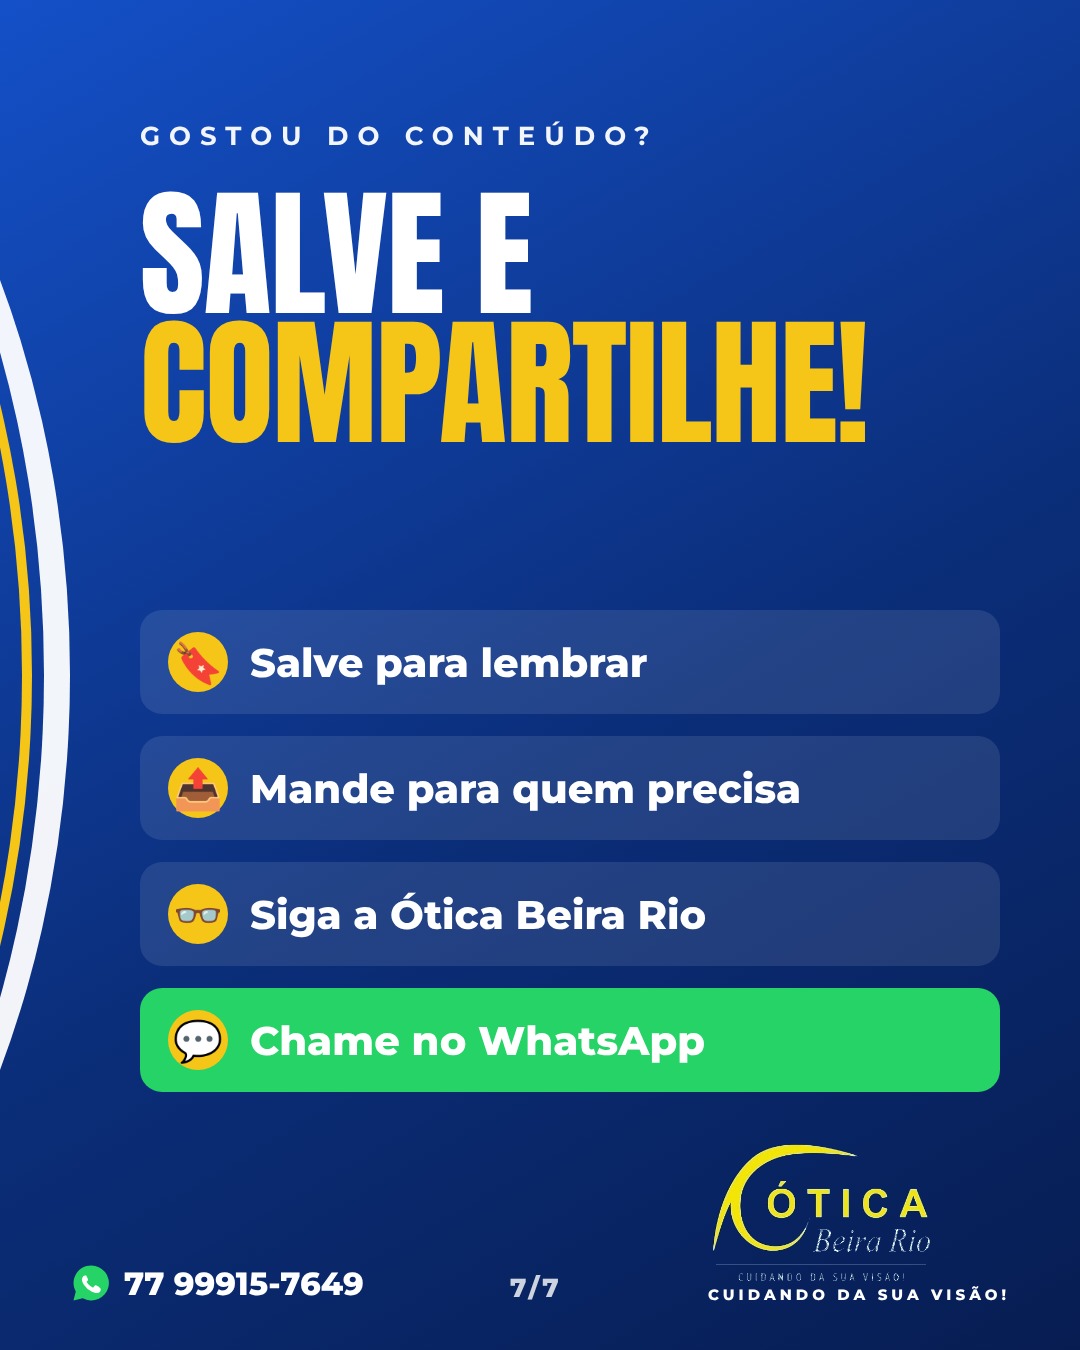 GOSTOU DO CONTEÚDO?
SALVE E
COMPARTILHE!
Salve para lembrar
Mande para quem precisa
Siga a Ótica Beira Rio
Chame no WhatsApp
ÓTICA
Beira Rio
CUIDANDO DA SUA VISÃO!
CUIDANDO DA SUA VISÃO!
77 99915-7649
7/7